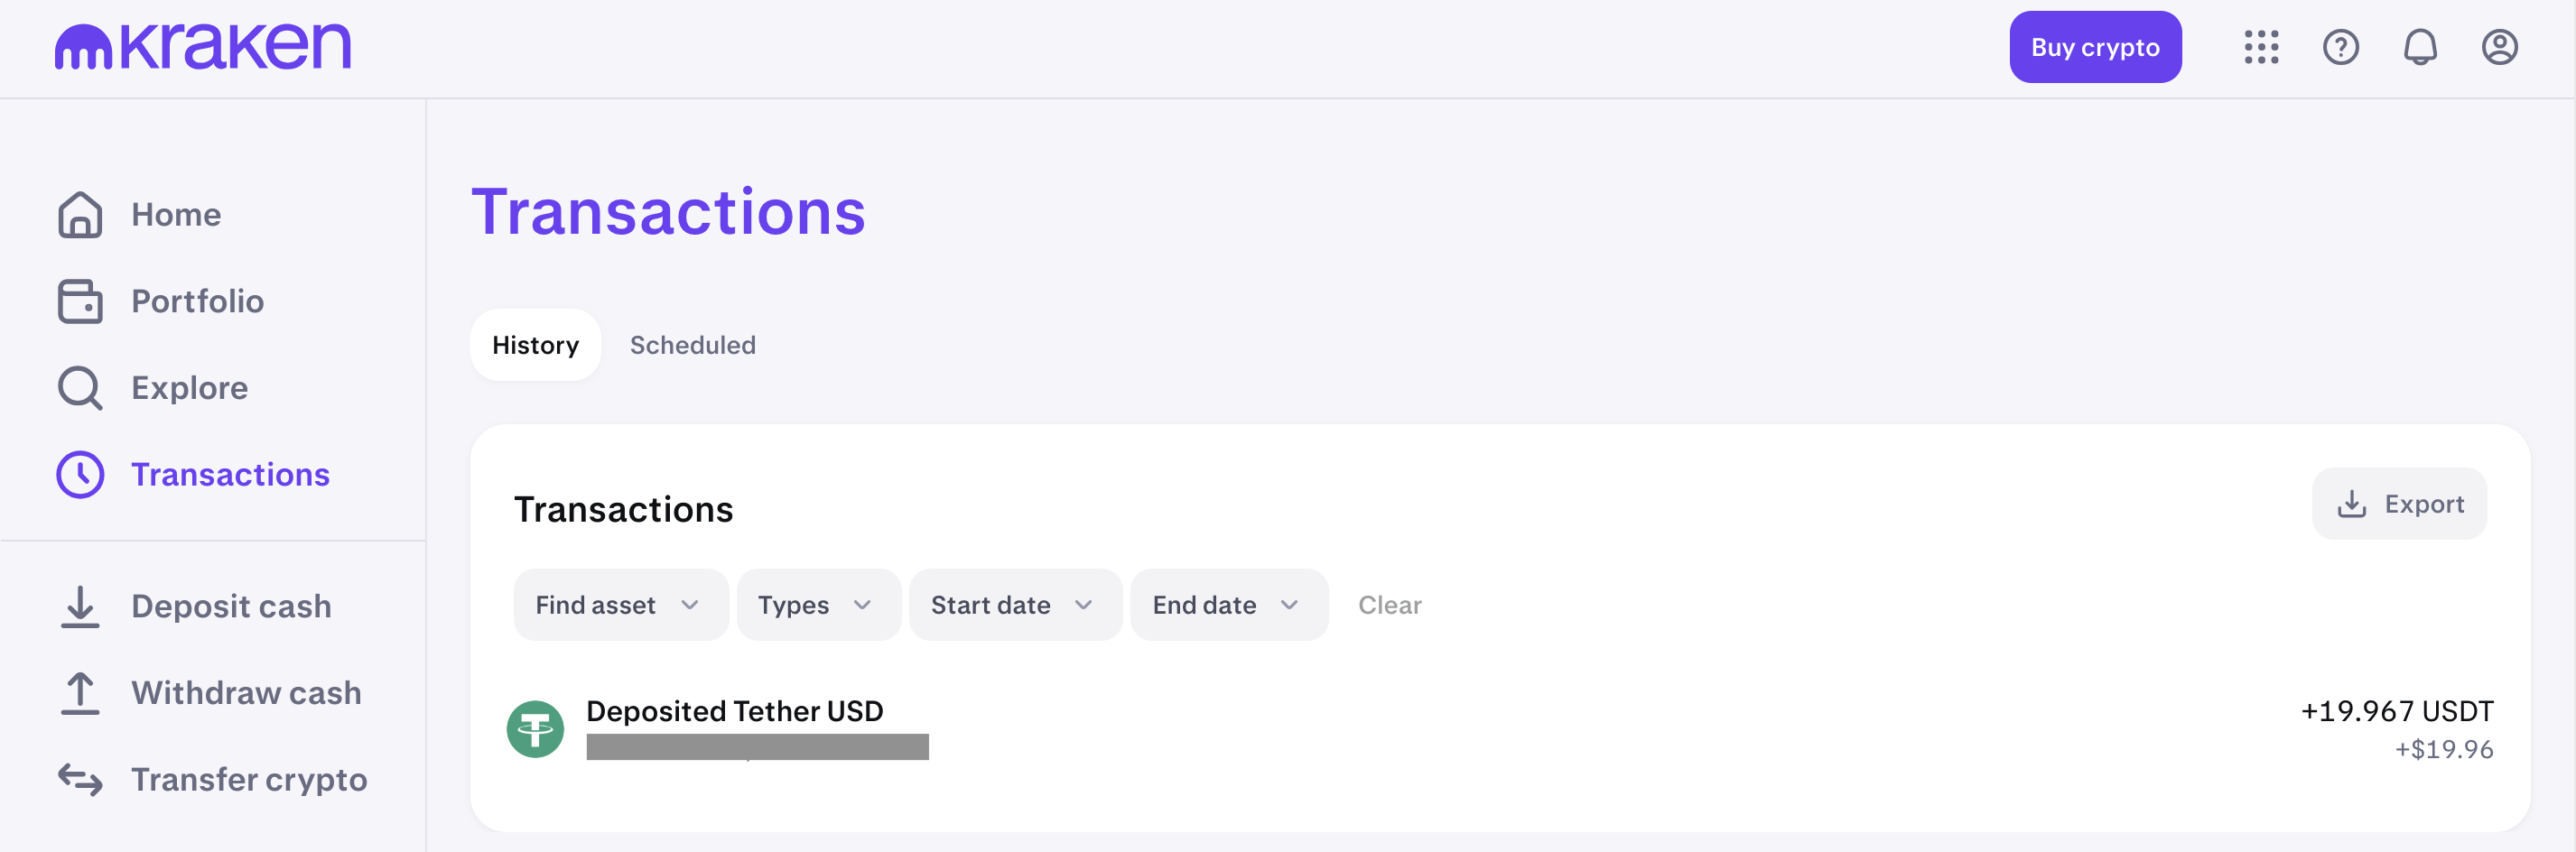 kraken
Buy crypto
Home
Portfolio
Explore
Transactions
Deposit cash
Withdraw cash
Transfer crypto
Transactions
History
Scheduled
Transactions
Export
Find asset
Types
Start date
End date
Clear
Deposited Tether USD
+19.967 USDT
+$19.96